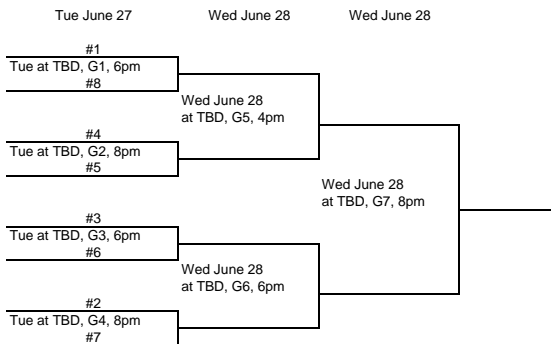 Tue June 27
Wed June 28
Wed June 28
#1
Tue at TBD, G1, 6pm
#8
Wed June 28
at TBD, G5, 4pm
#4
Tue at TBD, G2, 8pm
#5
Wed June 28
at TBD, G7, 8pm
#3
Tue at TBD, G3, 6pm
#6
Wed June 28
at TBD, G6, 6pm
#2
Tue at TBD, G4, 8pm
#7